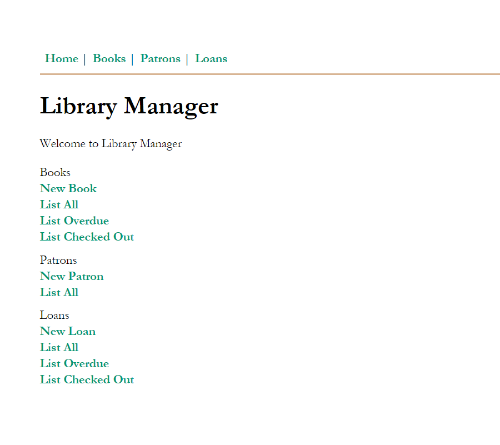 Home | Books | Patrons | Loans
Library Manager
Welcome to Library Manager
Books
New Book
List All
List Overdue
List Checked Out
Patrons
New Patron
List All
Loans
New Loan
List All
List Overdue
List Checked Out